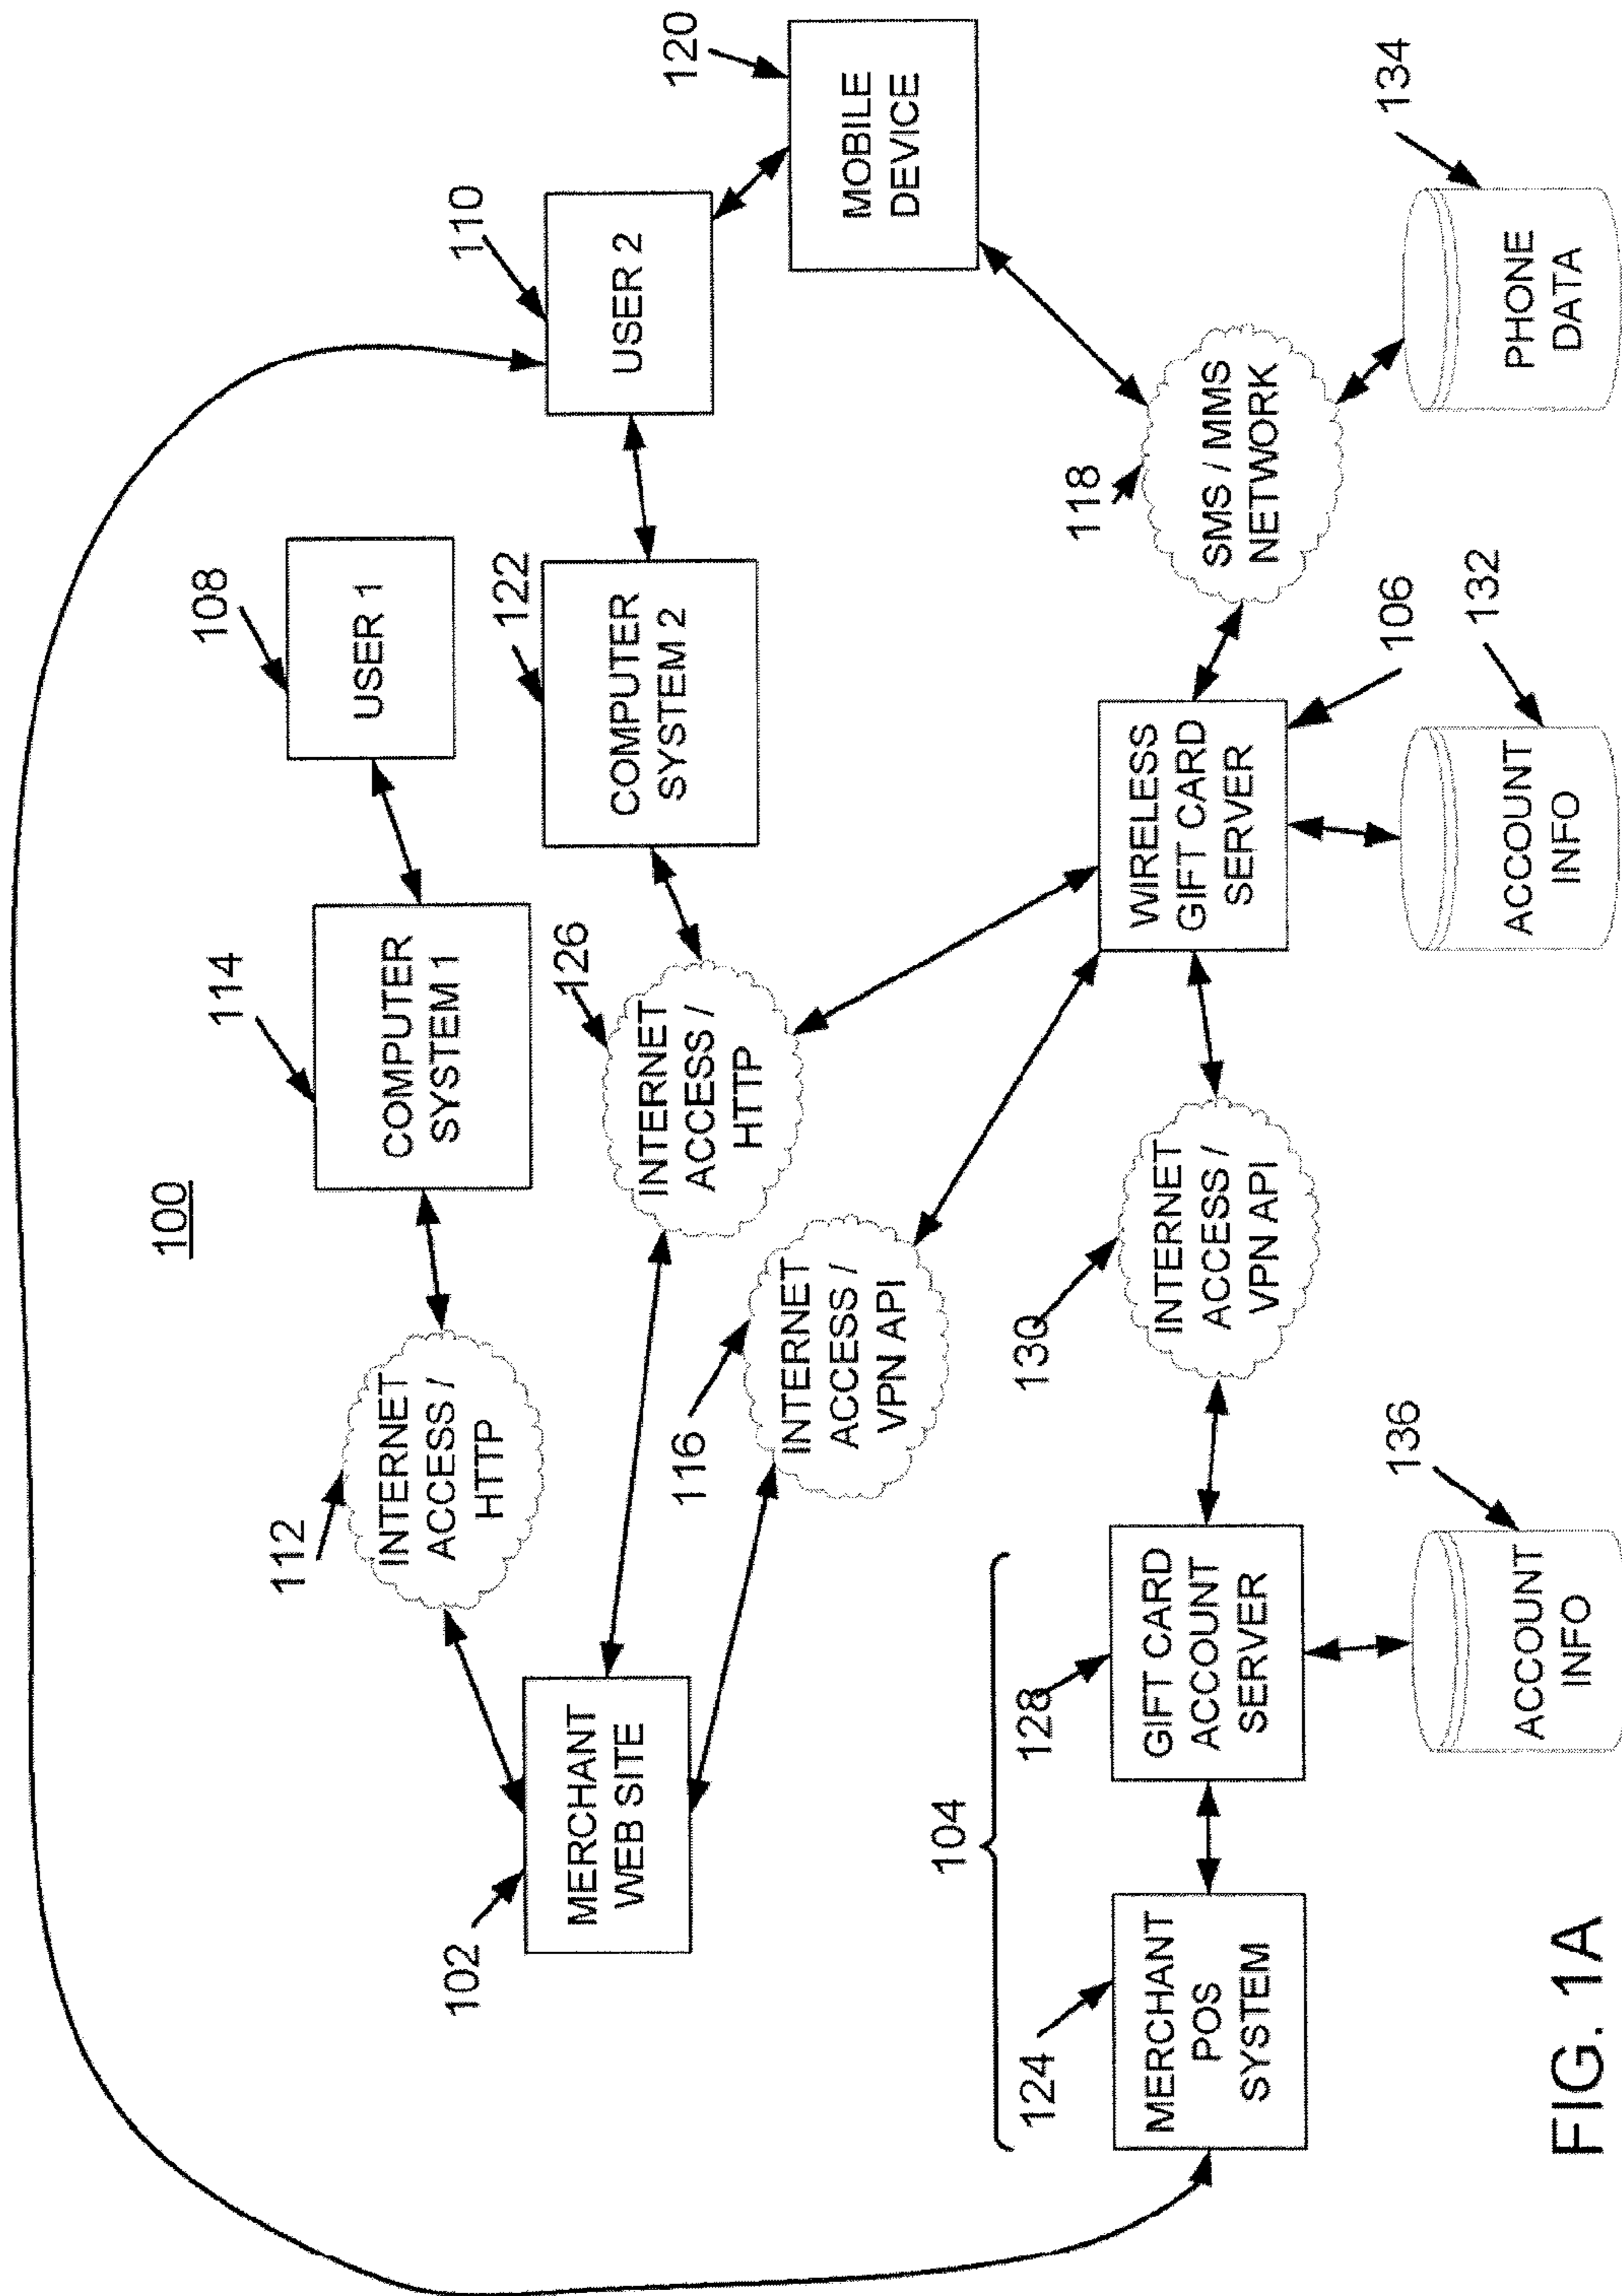 100
120
MOBILE
DEVICE
110
USER 2
108
USER 1
122
COMPUTER
SYSTEM 2
114
COMPUTER
SYSTEM 1
126
INTERNET
ACCESS /
HTTP
112
INTERNET
ACCESS /
HTTP
102
MERCHANT
WEB SITE
116
INTERNET
ACCESS /
VPN API
118
SMS / MMS
NETWORK
134
PHONE
DATA
106
WIRELESS
GIFT CARD
SERVER
132
ACCOUNT
INFO
130
INTERNET
ACCESS /
VPN API
104
128
GIFT CARD
ACCOUNT
SERVER
136
ACCOUNT
INFO
124
MERCHANT
POS
SYSTEM
FIG. 1A